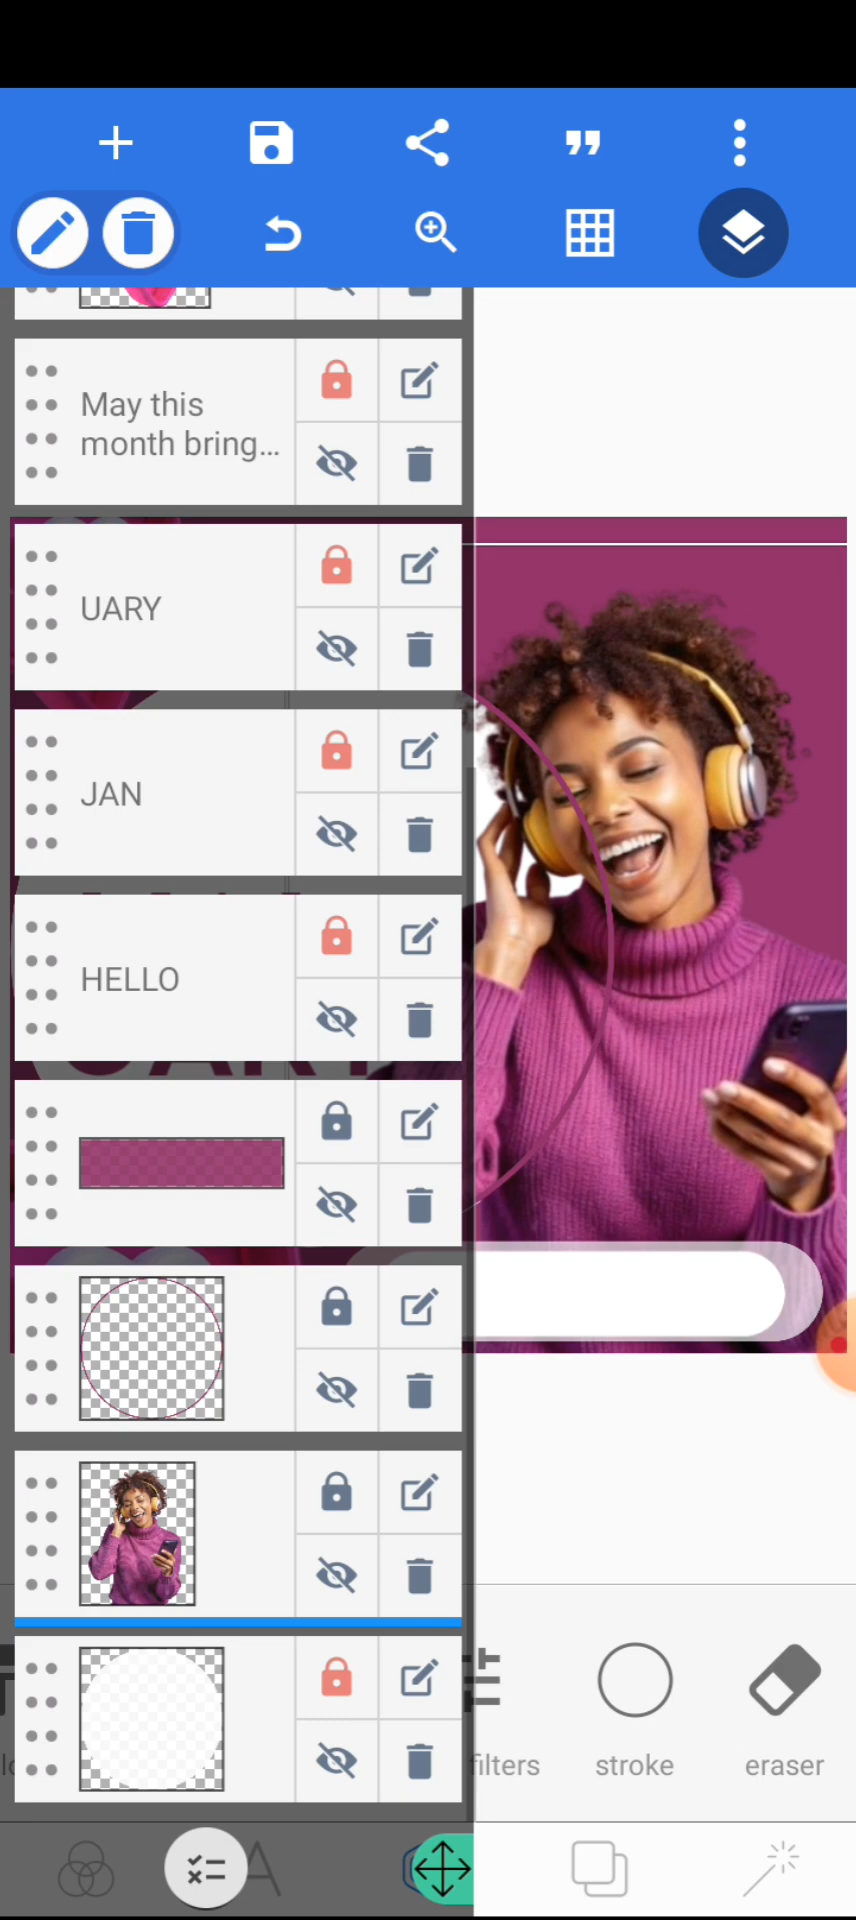 May this
month bring...
UARY
JAN
HELLO
filters
stroke
eraser